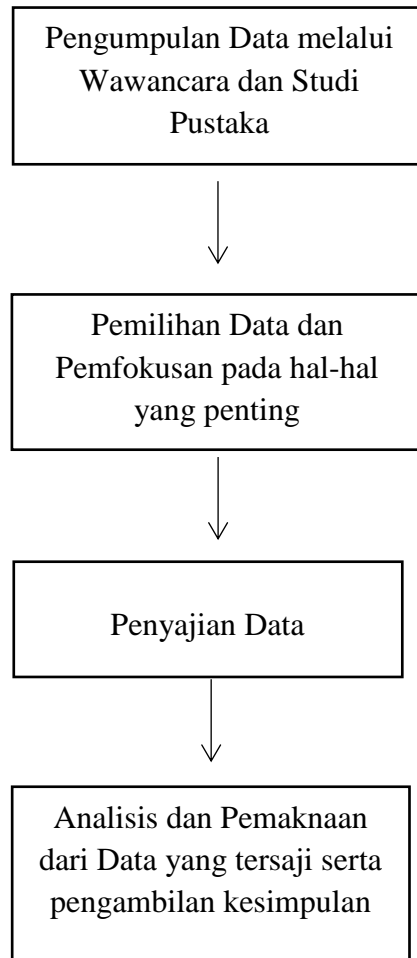 Pengumpulan Data melalui
Wawancara dan Studi
Pustaka
Pemilihan Data dan
Pemfokusan pada hal-hal
yang penting
Penyajian Data
Analisis dan Pemaknaan
dari Data yang tersaji serta
pengambilan kesimpulan